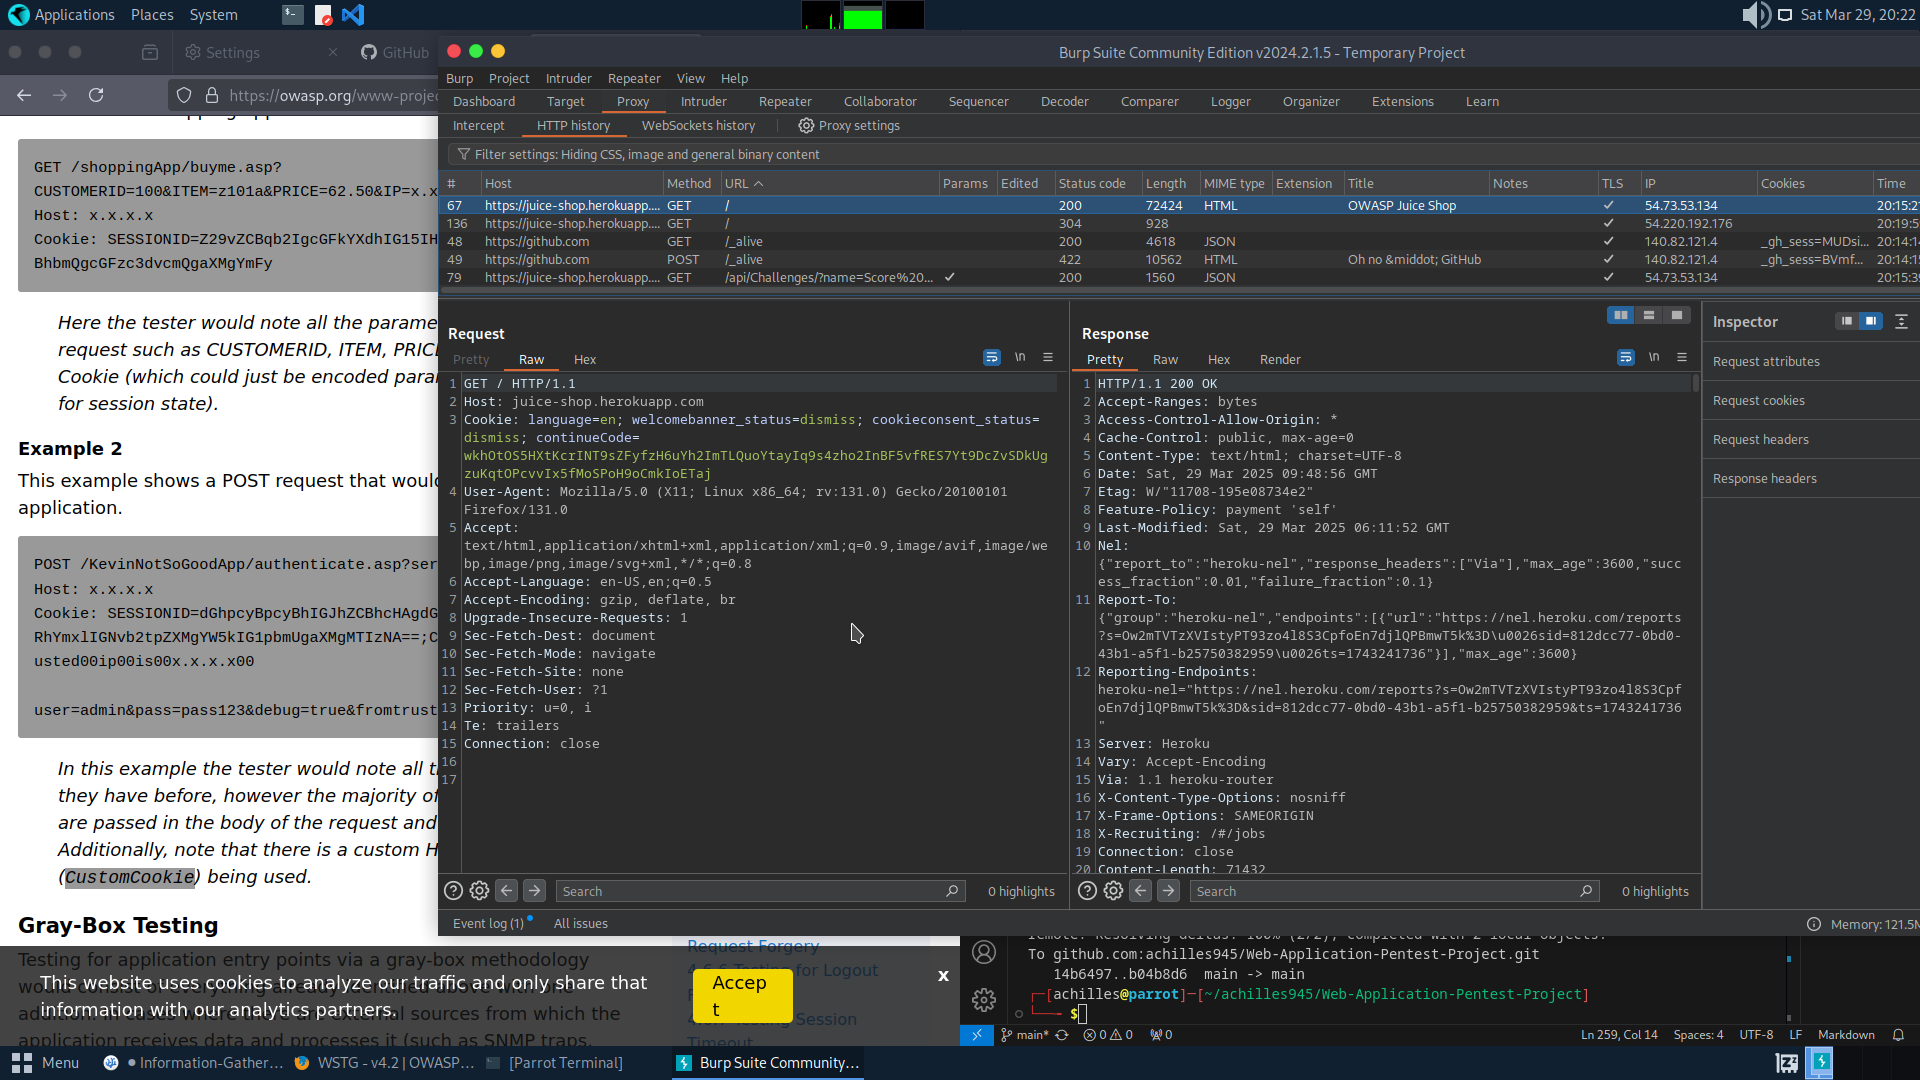 Applications Places System
Sat Mar 29, 20:22
Settings
GitHub
https://owasp.org/www-projec
GET /shoppingApp/buyme.asp?
CUSTOMERID=100&ITEM=z101a&PRICE=62.50&IP=x.x
Host: x.x.x.x
Cookie: SESSIONID=Z29vZCBqb2IgcGFkYXdhIG15IH
BhbmQgcGFzc3dvcmQgaXMgYmFy
Here the tester would note all the parame
request such as CUSTOMERID, ITEM, PRICE
Cookie (which could just be encoded para
for session state).
Example 2
This example shows a POST request that would
application.
POST /KevinNotSoGoodApp/authenticate.asp?ser
Host: x.x.x.x
Cookie: SESSIONID=dGhpcyBpcyBhIGJhZCBhcHAgdG
RhYmxlIGNvb2tpZXMgYW5kIG1pbmUgaXMgMTIzNA==;C
usted00ip00is00x.x.x.x00
user=admin&pass=pass123&debug=true&fromtrust
In this example the tester would note all t
they have before, however the majority of
are passed in the body of the request and
Additionally, note that there is a custom H
(CustomCookie) being used.
Gray-Box Testing
Testing for application entry points via a gray-box methodology
This website uses cookies to analyze our traffic and only share that
information with our analytics partners.
Accep
t
x
addition. In cases where there are external sources from which the
application receives data and processes it (such as SNMP traps,
Request Forgery
4.6.6 Testing for Logout
Session
Timeout
Burp Suite Community Edition v2024.2.1.5 - Temporary Project
Burp Project Intruder Repeater View Help
Dashboard Target Proxy Intruder Repeater Collaborator Sequencer Decoder Comparer Logger Organizer Extensions Learn
Intercept HTTP history WebSockets history Proxy settings
Filter settings: Hiding CSS, image and general binary content
# Host Method URL Params Edited Status code Length MIME type Extension Title Notes TLS IP Cookies Time
67 https://juice-shop.herokuapp.... GET / 200 72424 HTML OWASP Juice Shop ✓ 54.73.53.134 20:15:21
136 https://juice-shop.herokuapp.... GET / 304 928 ✓ 54.220.192.176 20:19:5
48 https://github.com GET /_alive 200 4618 JSON ✓ 140.82.121.4 _gh_sess=MUDsi... 20:14:1
49 https://github.com POST /_alive 422 10562 HTML Oh no &middot; GitHub ✓ 140.82.121.4 _gh_sess=BVmf... 20:14:1
79 https://juice-shop.herokuapp.... GET /api/Challenges/?name=Score%20... ✓ 200 1560 JSON ✓ 54.73.53.134 20:15:3
Request
Pretty Raw Hex \n
1 GET / HTTP/1.1
2 Host: juice-shop.herokuapp.com
3 Cookie: language=en; welcomebanner_status=dismiss; cookieconsent_status=
dismiss; continueCode=
wkhOtOS5HXtKcrINT9sZFyfzH6uYh2ImTLQuoYtayIq9s4zho2InBF5vfRES7Yt9DcZvSDkUg
zuKqtOPcvvIx5fMoSPoH9oCmkIoETaj
4 User-Agent: Mozilla/5.0 (X11; Linux x86_64; rv:131.0) Gecko/20100101
Firefox/131.0
5 Accept:
text/html,application/xhtml+xml,application/xml;q=0.9,image/avif,image/we
bp,image/png,image/svg+xml,*/*;q=0.8
6 Accept-Language: en-US,en;q=0.5
7 Accept-Encoding: gzip, deflate, br
8 Upgrade-Insecure-Requests: 1
9 Sec-Fetch-Dest: document
10 Sec-Fetch-Mode: navigate
11 Sec-Fetch-Site: none
12 Sec-Fetch-User: ?1
13 Priority: u=0, i
14 Te: trailers
15 Connection: close
16
17
Search
0 highlights
Response
Pretty Raw Hex Render \n
1 HTTP/1.1 200 OK
2 Accept-Ranges: bytes
3 Access-Control-Allow-Origin: *
4 Cache-Control: public, max-age=0
5 Content-Type: text/html; charset=UTF-8
6 Date: Sat, 29 Mar 2025 09:48:56 GMT
7 Etag: W/"11708-195e08734e2"
8 Feature-Policy: payment 'self'
9 Last-Modified: Sat, 29 Mar 2025 06:11:52 GMT
10 Nel:
{"report_to":"heroku-nel","response_headers":["Via"],"max_age":3600,"succ
ess_fraction":0.01,"failure_fraction":0.1}
11 Report-To:
{"group":"heroku-nel","endpoints":[{"url":"https://nel.heroku.com/reports
?s=Ow2mTVTzXVIstyPT93zo4l8S3CpfoEn7djlQPBmwT5k%3D\u0026sid=812dcc77-0bd0-
43b1-a5f1-b25750382959\u0026ts=1743241736"}],"max_age":3600}
12 Reporting-Endpoints:
heroku-nel="https://nel.heroku.com/reports?s=Ow2mTVTzXVIstyPT93zo4l8S3Cpf
oEn7djlQPBmwT5k%3D&sid=812dcc77-0bd0-43b1-a5f1-b25750382959&ts=1743241736
"
13 Server: Heroku
14 Vary: Accept-Encoding
15 Via: 1.1 heroku-router
16 X-Content-Type-Options: nosniff
17 X-Frame-Options: SAMEORIGIN
18 X-Recruiting: /#/jobs
19 Connection: close
20 Content-Length: 71432
Search
0 highlights
Inspector
Request attributes
Request cookies
Request headers
Response headers
Event log (1) All issues
Memory: 121.5M
remote: Resolving deltas: 100% (2/2), completed with 2 local objects.
To github.com:achilles945/Web-Application-Pentest-Project.git
14b6497..b04b8d6 main -> main
[achilles@parrot]─[~/achilles945/Web-Application-Pentest-Project]
$
main* 0 0 0
Ln 259, Col 14 Spaces: 4 UTF-8 LF Markdown
Menu
Information-Gather...
WSTG - v4.2 | OWASP...
[Parrot Terminal]
Burp Suite Community...